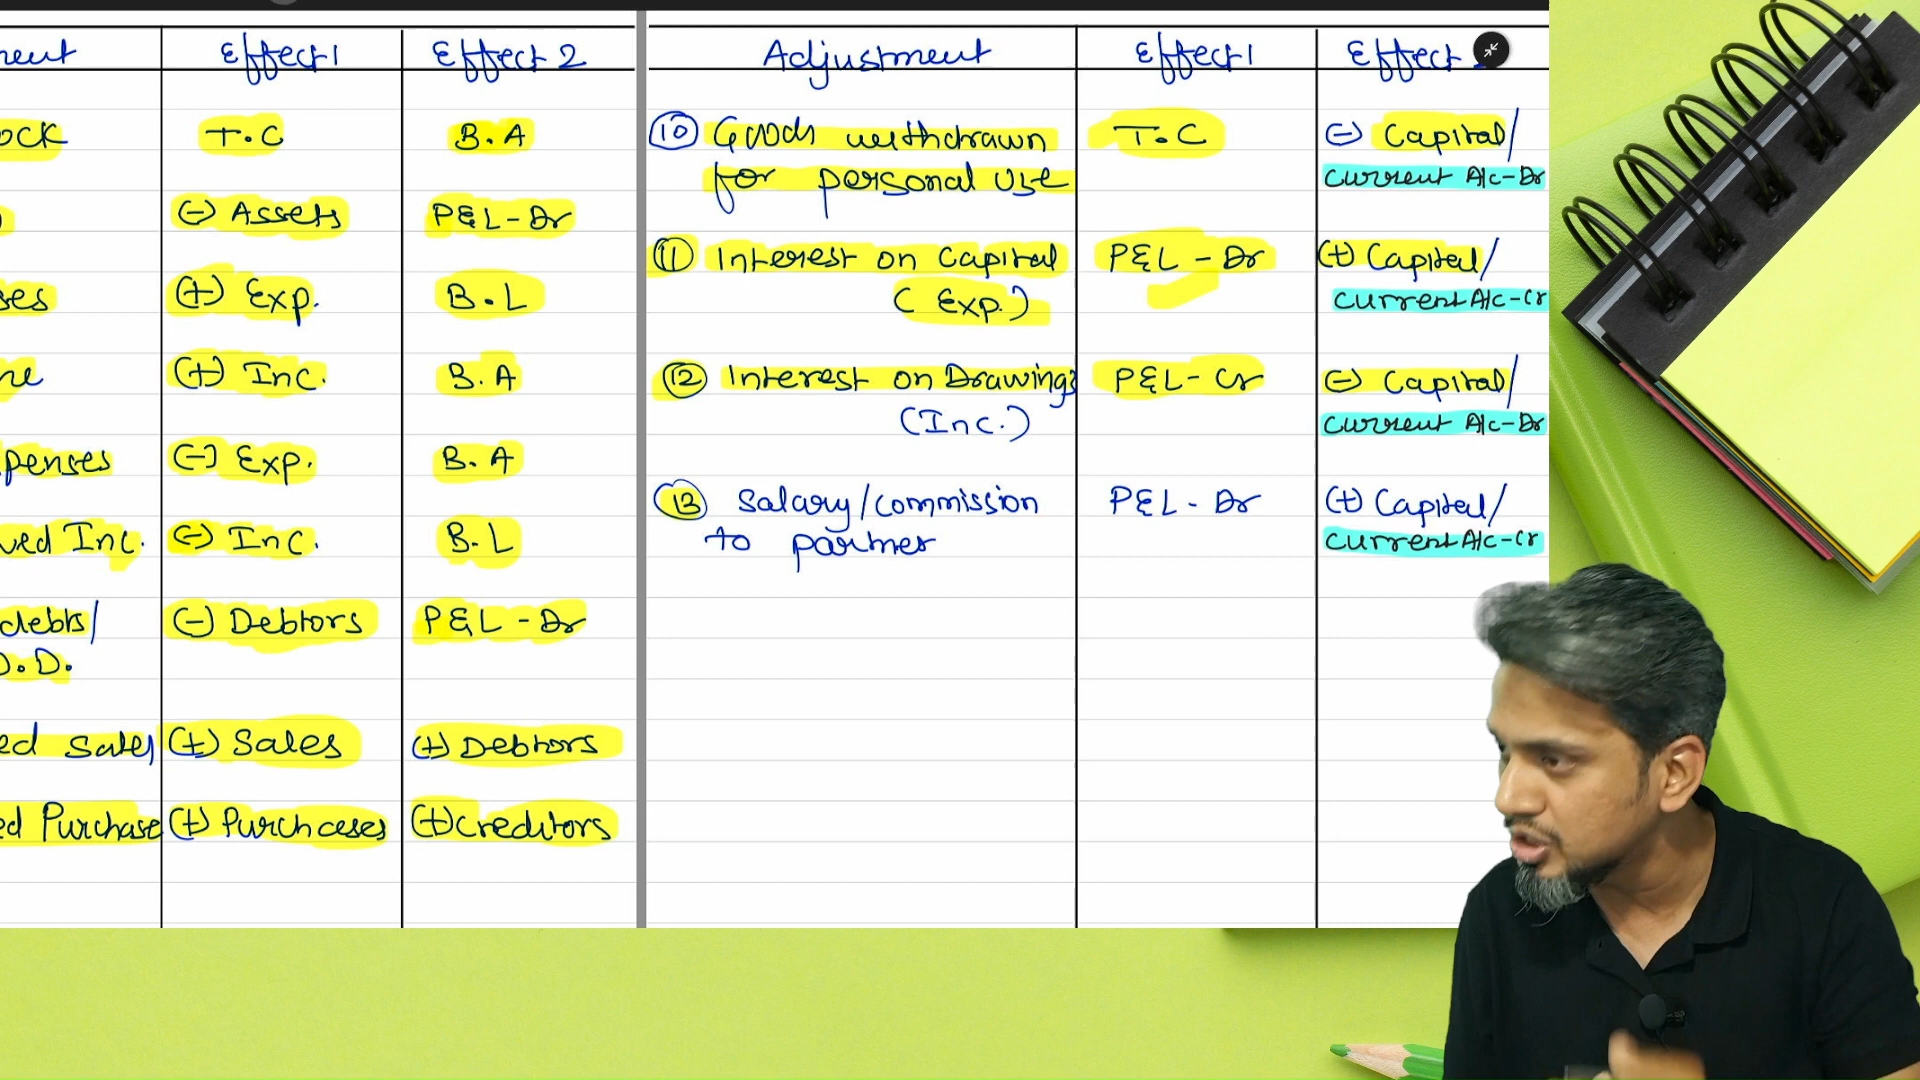 Effect 1 Effect 2
ock T.C B.A
(-) Assets P&L-Dr
ses (+) Exp. B.L
(+) Inc. B.A
penses (-) Exp. B.A
ved Inc. (-) Inc. B.L
debts/ (-) Debtors P&L-Dr
D.D.
ed sales (+) Sales (+) Debtors
ed Purchase (+) Purchases (+) creditors
Adjustment Effect 1 Effect
(10) Goods withdrawn T.C (-) Capital/
for personal use current A/c-Dr
(11) Interest on Capital P&L-Dr (+) Capital/
(Exp.) current A/c-Cr
(12) Interest on Drawings P&L-Cr (-) Capital/
(Inc.) current A/c-Dr
(13) Salary/commission P&L-Dr (+) Capital/
to partner current A/c-Cr